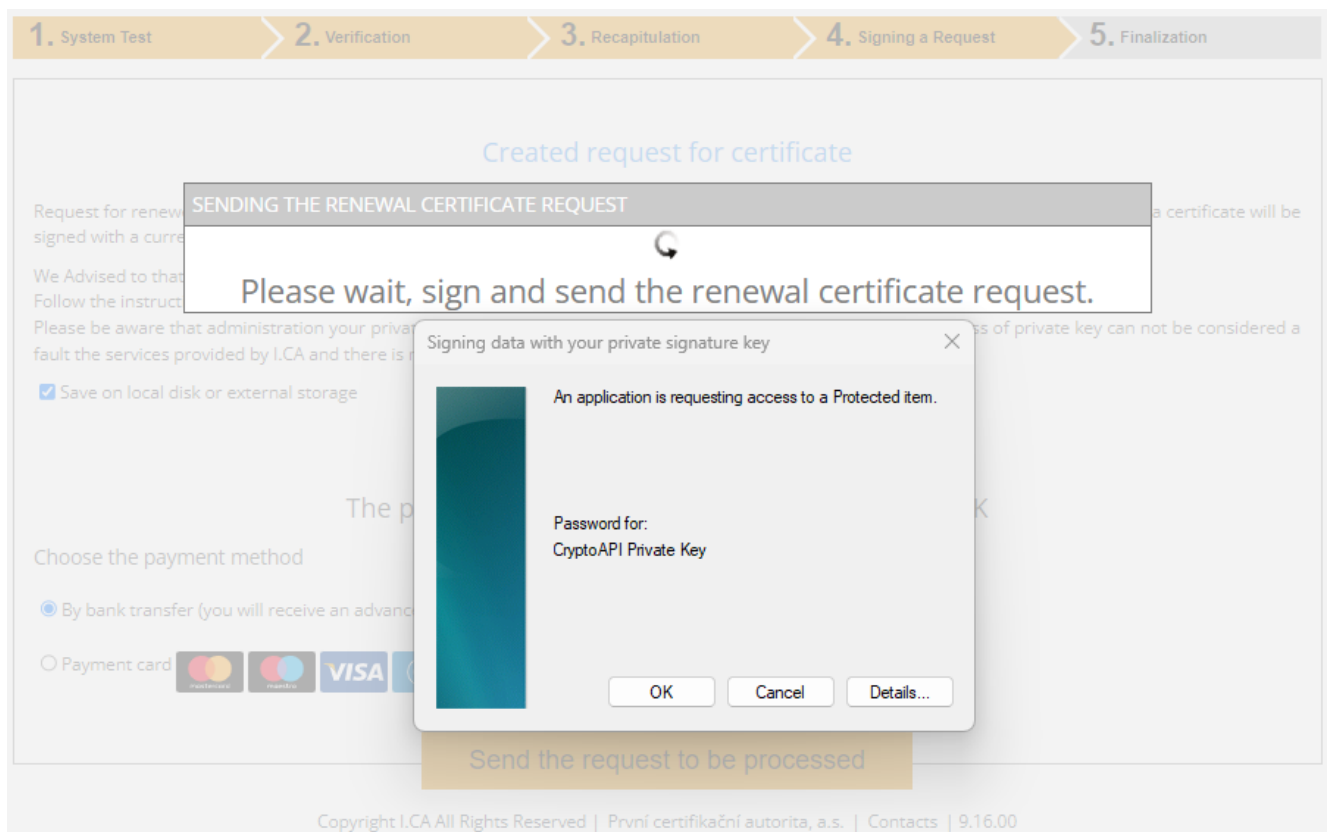 1. System Test
2. Verification
3. Recapitulation
4. Signing a Request
5. Finalization
Created request for certificate
SENDING THE RENEWAL CERTIFICATE REQUEST
Request for renew a certificate will be
signed with a curre
Please wait, sign and send the renewal certificate request.
We Advised to that
Follow the instruct
Please be aware that administration your privat ss of private key can not be considered a
fault the services provided by I.CA and there is r
Signing data with your private signature key
An application is requesting access to a Protected item.
Save on local disk or external storage
The p K
Password for:
CryptoAPI Private Key
Choose the payment method
By bank transfer (you will receive an advanc
Payment card mastercard maestro VISA
OK Cancel Details...
Send the request to be processed
Copyright I.CA All Rights Reserved | První certifikační autorita, a.s. | Contacts | 9.16.00